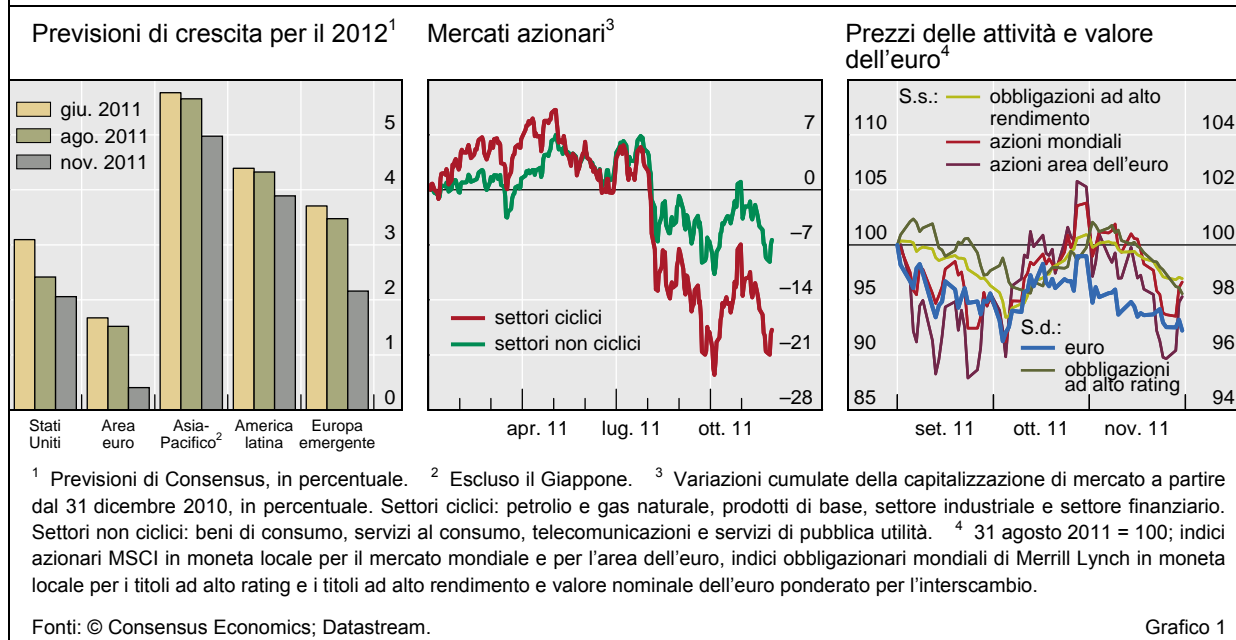 Previsioni di crescita per il 2012¹
giu. 2011
ago. 2011
nov. 2011
5
4
3
2
1
0
Stati Uniti
Area euro
Asia-Pacifico²
America latina
Europa emergente
Mercati azionari³
7
0
–7
–14
–21
–28
settori ciclici
settori non ciclici
apr. 11
lug. 11
ott. 11
Prezzi delle attività e valore
dell'euro⁴
S.s.:
obbligazioni ad alto
rendimento
azioni mondiali
azioni area dell'euro
110
105
100
95
90
85
104
102
100
98
96
94
S.d.:
euro
obbligazioni
ad alto rating
set. 11
ott. 11
nov. 11
¹ Previsioni di Consensus, in percentuale. ² Escluso il Giappone. ³ Variazioni cumulate della capitalizzazione di mercato a partire
dal 31 dicembre 2010, in percentuale. Settori ciclici: petrolio e gas naturale, prodotti di base, settore industriale e settore finanziario.
Settori non ciclici: beni di consumo, servizi al consumo, telecomunicazioni e servizi di pubblica utilità. ⁴ 31 agosto 2011 = 100; indici
azionari MSCI in moneta locale per il mercato mondiale e per l'area dell'euro, indici obbligazionari mondiali di Merrill Lynch in moneta
locale per i titoli ad alto rating e i titoli ad alto rendimento e valore nominale dell'euro ponderato per l'interscambio.
Fonti: © Consensus Economics; Datastream.
Grafico 1